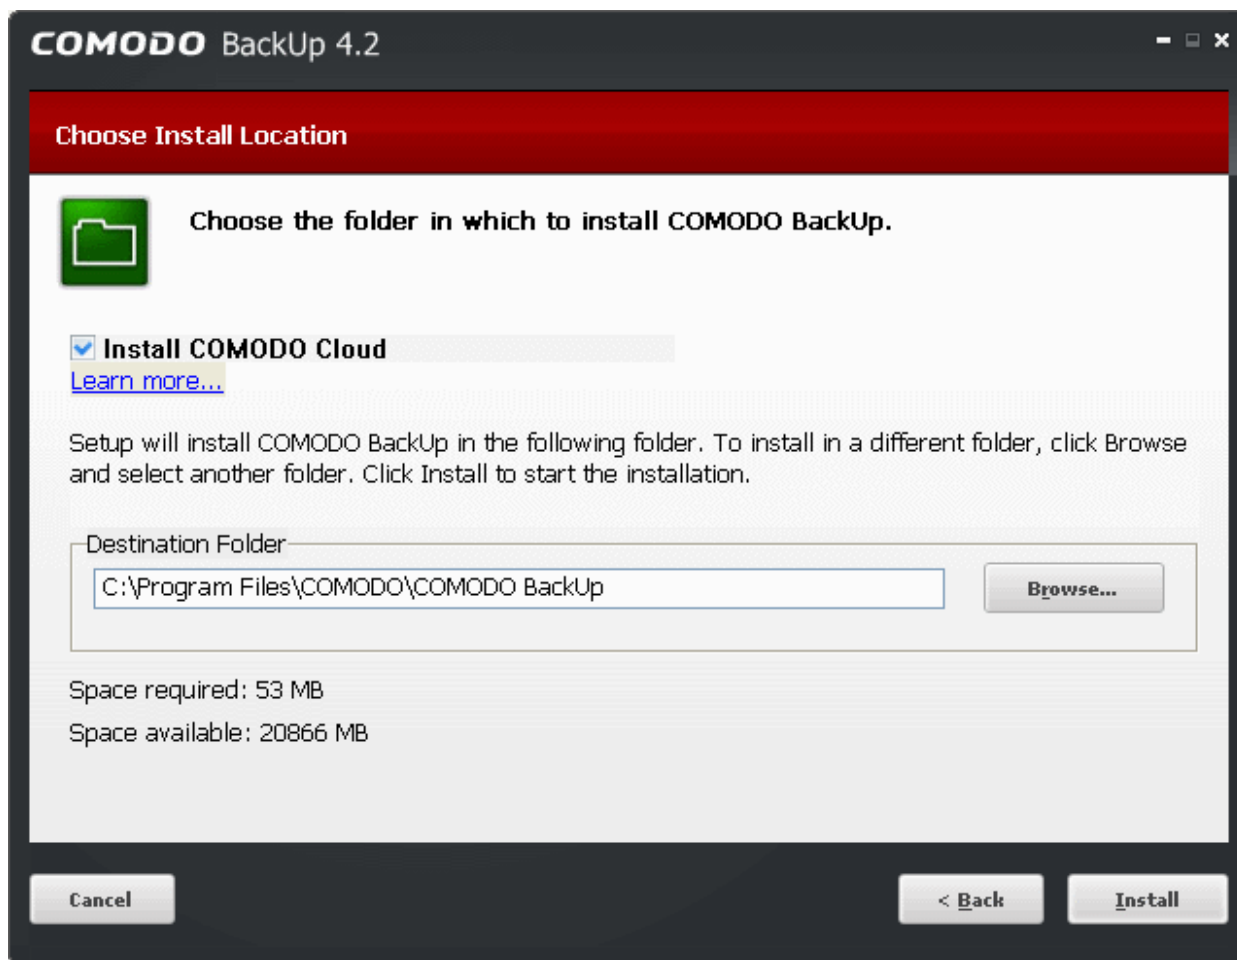 COMODO BackUp 4.2
Choose Install Location
Choose the folder in which to install COMODO BackUp.
Install COMODO Cloud
Learn more...
Setup will install COMODO BackUp in the following folder. To install in a different folder, click Browse
and select another folder. Click Install to start the installation.
Destination Folder
C:\Program Files\COMODO\COMODO BackUp
Browse...
Space required: 53 MB
Space available: 20866 MB
Cancel
< Back
Install